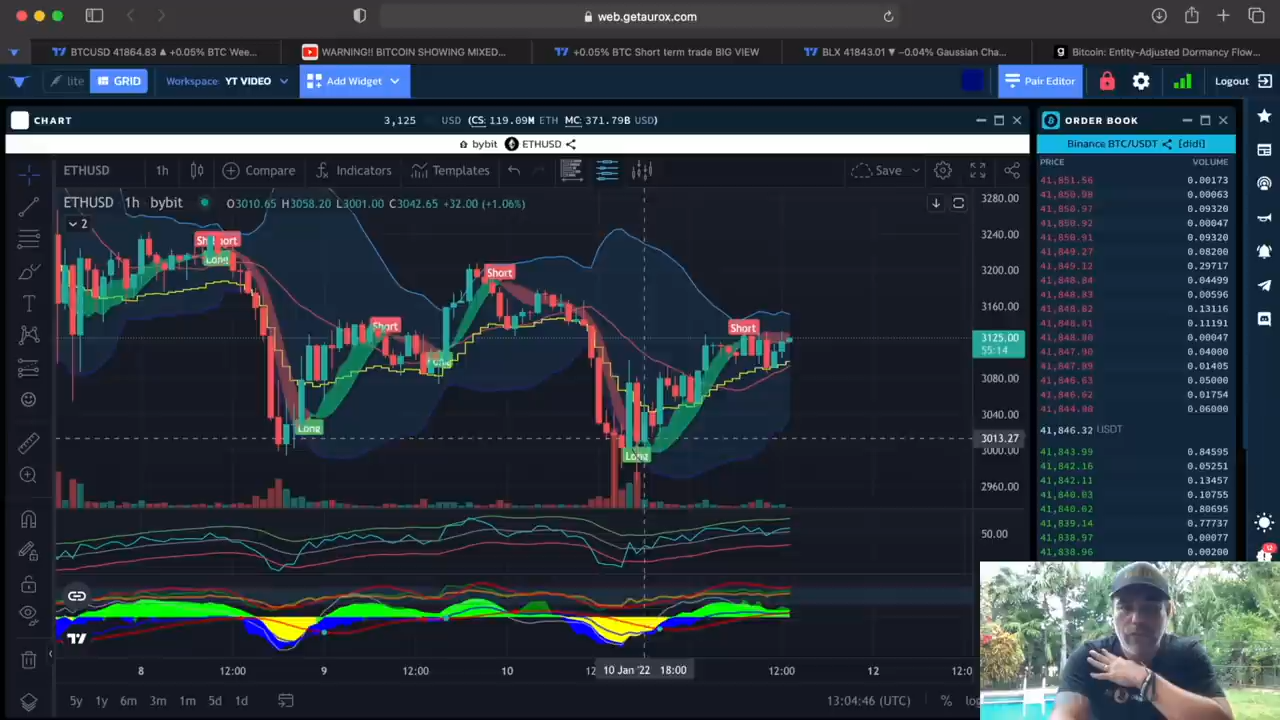 web.getaurox.com
BTCUSD 41864.83 ▲ +0.05% BTC Wee...
WARNING!! BITCOIN SHOWING MIXED...
+0.05% BTC Short term trade BIG VIEW
BLX 41843.01 ▼ −0.04% Gaussian Cha...
g Bitcoin: Entity-Adjusted Dormancy Flow...
lite GRID Workspace: YT VIDEO Add Widget Pair Editor Logout
CHART 3,125 USD (CS: 119.09M ETH MC: 371.79B USD)
bybit ETHUSD
ETHUSD 1h Compare Indicators Templates Save
ETHUSD 1h bybit O3010.65 H3058.20 L3001.00 C3042.65 +32.00 (+1.06%)
2
3280.00
3240.00
3200.00
3160.00
3125.00
55:14
3080.00
3040.00
3013.27
3000.00
2960.00
50.00
Short
Long
Long
Short
Long
Short
Long
Short
8 12:00 9 12:00 10 10 Jan '22 18:00 12:00 12 12:0
5y 1y 6m 3m 1m 5d 1d 13:04:46 (UTC) % log
ORDER BOOK
Binance BTC/USDT [didi]
PRICE VOLUME
41,851.56 0.00173
41,850.98 0.00063
41,850.97 0.09320
41,850.92 0.00047
41,850.91 0.09320
41,849.27 0.08200
41,849.12 0.29717
41,848.84 0.04499
41,848.83 0.00596
41,848.82 0.13116
41,848.81 0.11191
41,848.80 0.00047
41,847.90 0.04000
41,847.89 0.01405
41,846.63 0.05000
41,846.62 0.01754
41,844.00 0.06000
41,846.32 USDT
41,843.99 0.84595
41,842.16 0.05251
41,842.11 0.13457
41,840.03 0.10755
41,840.02 0.80695
41,839.14 0.77737
41,838.97 0.00077
41,838.96 0.00200